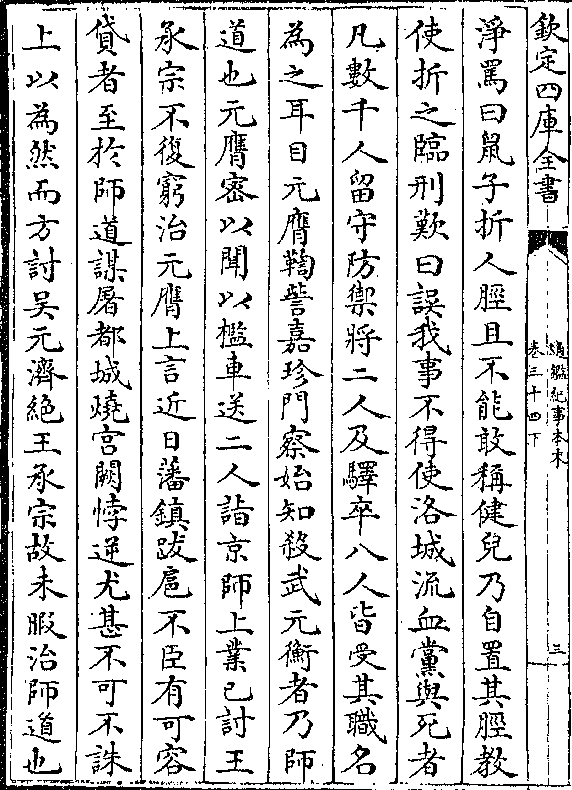 欽定四庫全書
通鑑紀事本末
卷三十四下
三
淨罵曰鼠子折人脛且不能敢稱健兒乃自置其脛教
使折之臨刑歎曰誤我事不得使洛城流血黨與死者
凡數千人留守防禦將二人及驛卒八人皆受其職名
為之耳目元膺鞫訾嘉珍門察始知殺武元衡者乃師
道也元膺密以聞以檻車送二人詣京師上業已討王
承宗不復窮治元膺上言近日藩鎮跋扈不臣有可容
貸者至於師道謀屠都城燒宮闕悖逆尤甚不可不誅
上以為然而方討吳元濟絶王承宗故未暇治師道也